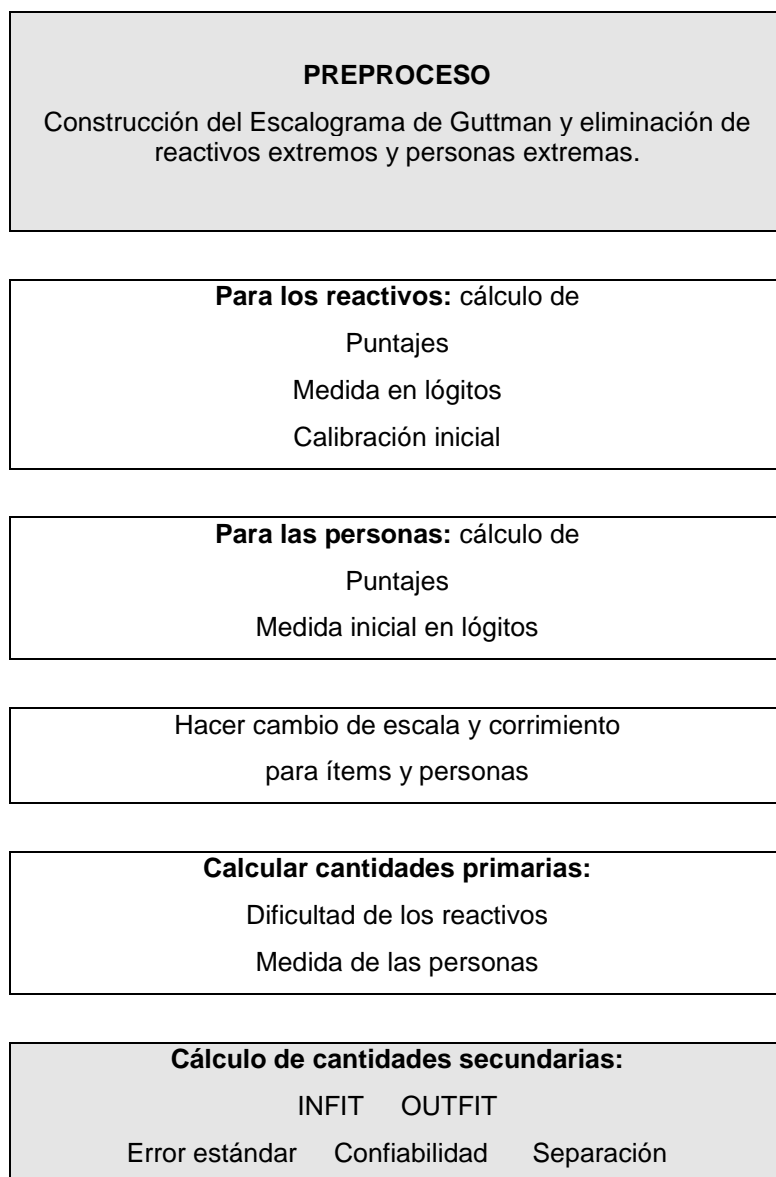 PREPROCESO
Construcción del Escalograma de Guttman y eliminación de
reactivos extremos y personas extremas.
Para los reactivos: cálculo de
Puntajes
Medida en lógitos
Calibración inicial
Para las personas: cálculo de
Puntajes
Medida inicial en lógitos
Hacer cambio de escala y corrimiento
para ítems y personas
Calcular cantidades primarias:
Dificultad de los reactivos
Medida de las personas
Cálculo de cantidades secundarias:
INFIT OUTFIT
Error estándar Confiabilidad Separación